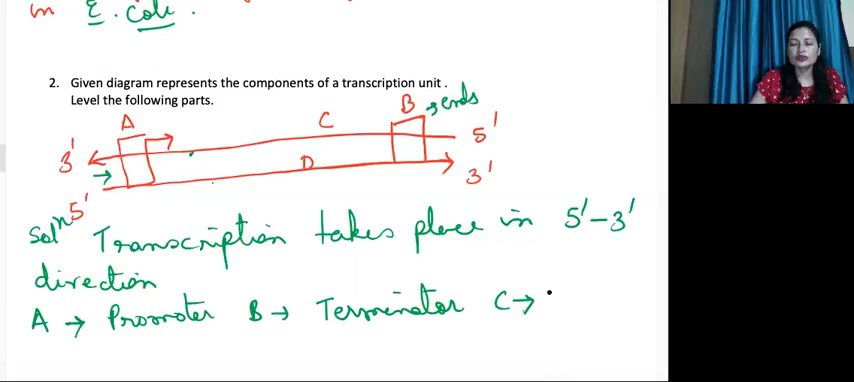 in E. Coli.
2. Given diagram represents the components of a transcription unit .
Level the following parts.
A C B → ends
3' 5'
D
5' 3'
Solⁿ Transcription takes place in 5'-3'
direction
A → Promoter B → Terminator C →